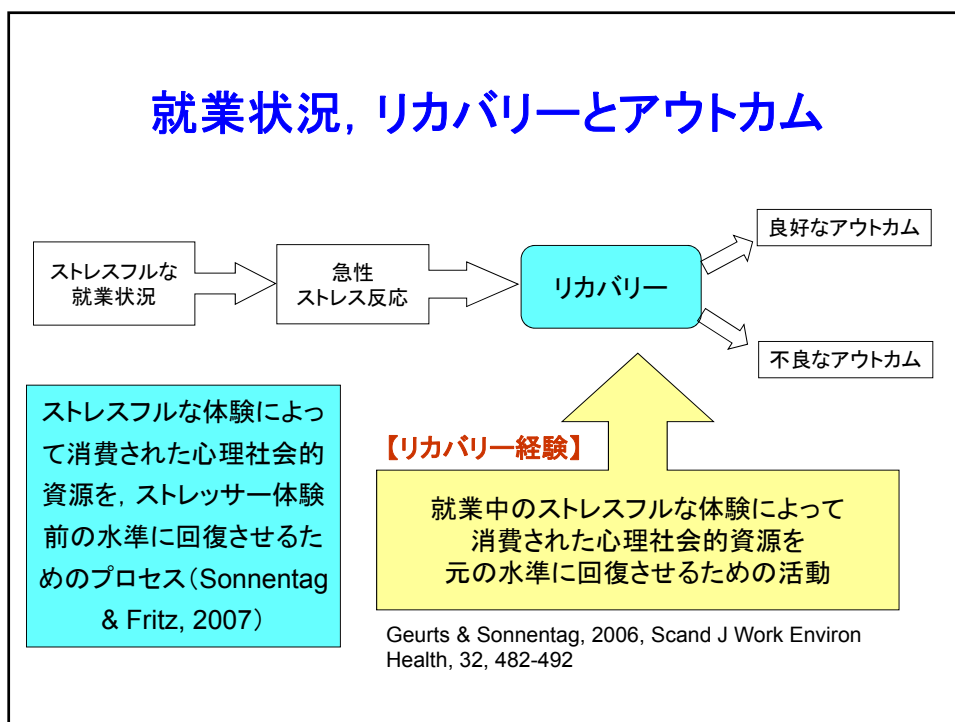 就業状況，リカバリーとアウトカム
良好なアウトカム
ストレスフルな
就業状況
急性
ストレス反応
リカバリー
不良なアウトカム
ストレスフルな体験によっ
て消費された心理社会的
資源を，ストレッサー体験
前の水準に回復させるた
めのプロセス（Sonnentag
& Fritz, 2007）
【リカバリー経験】
就業中のストレスフルな体験によって
消費された心理社会的資源を
元の水準に回復させるための活動
Geurts & Sonnentag, 2006, Scand J Work Environ
Health, 32, 482-492